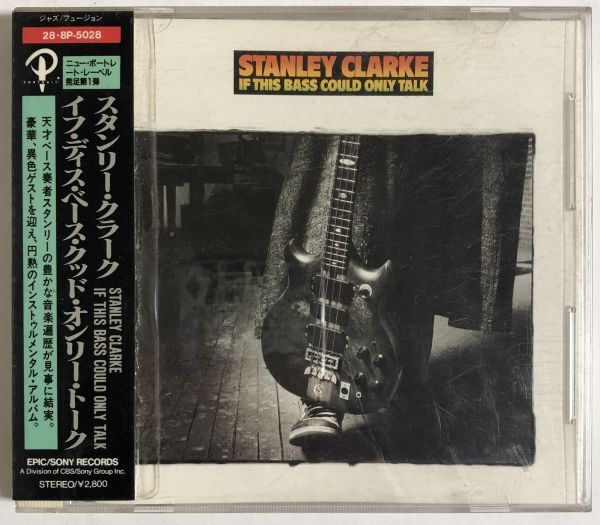 ジャズ/フュージョン
28・8P-5028
PORTRAIT
ニュー・ポートレ
ート・レーベル
発足第1弾
スタンリー・クラーク
イフ・ディス・ベース・クッド・オンリー・トーク
STANLEY CLARKE
IF THIS BASS COULD ONLY TALK
天才ベース奏者スタンリーの豊かな音楽遍歴が見事に結実。
豪華、異色ゲストを迎え、円熟のインストゥルメンタル・アルバム。
EPIC/SONY RECORDS
A Division of CBS/Sony Group Inc.
STEREO/¥2,800
STANLEY CLARKE
IF THIS BASS COULD ONLY TALK